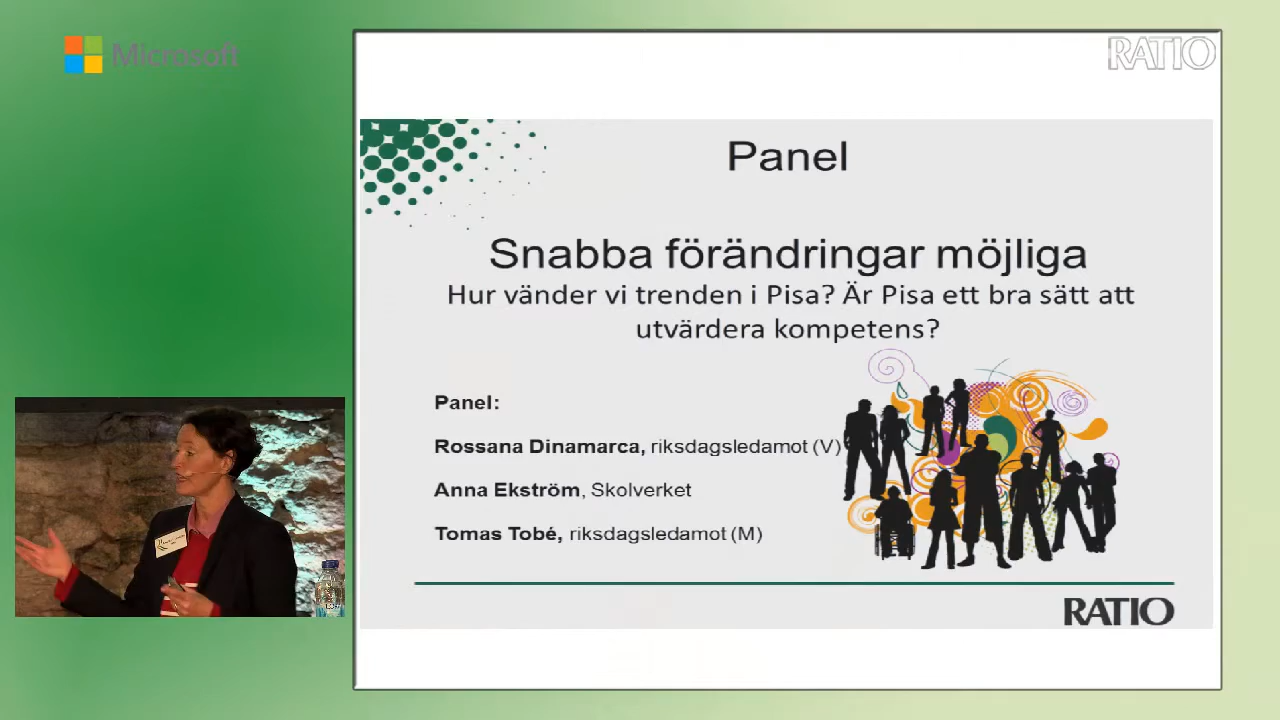 Microsoft
RATIO
Panel
Snabba förändringar möjliga
Hur vänder vi trenden i Pisa? Är Pisa ett bra sätt att
utvärdera kompetens?
Panel:
Rossana Dinamarca, riksdagsledamot (V)
Anna Ekström, Skolverket
Tomas Tobé, riksdagsledamot (M)
RATIO